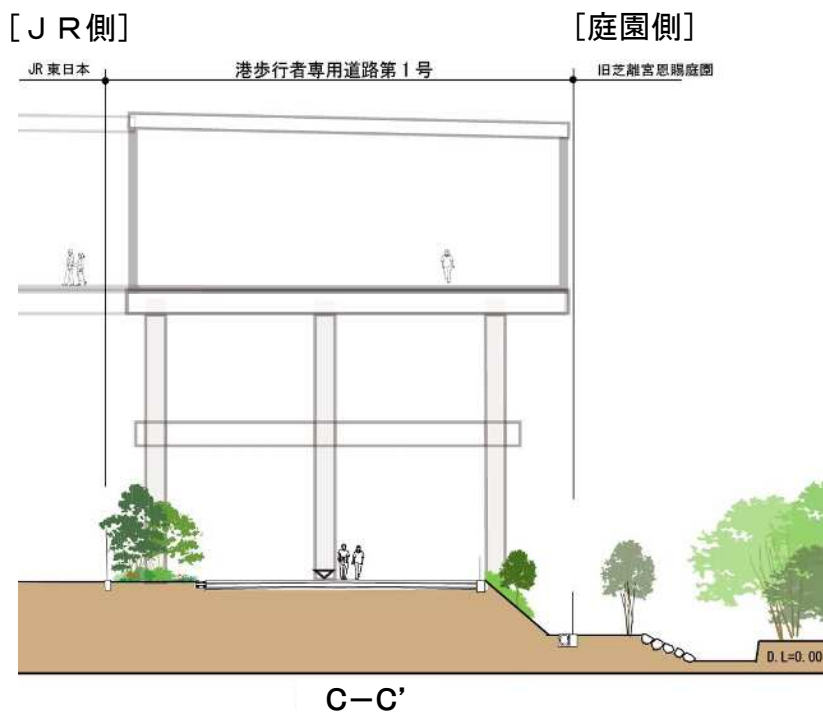 ［ＪＲ側］
［庭園側］
JR 東日本
港歩行者専用道路第１号
旧芝離宮恩賜庭園
D.L=0.00
C−C’